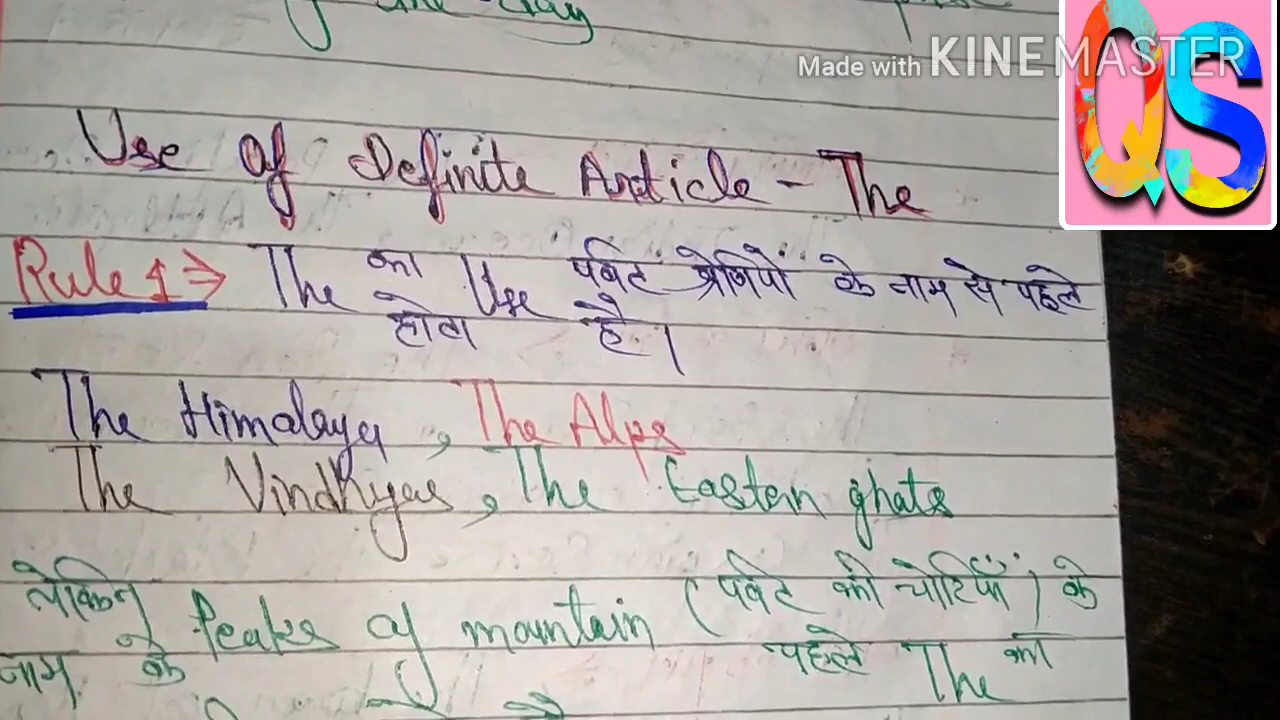 Made with KINEMASTER
QS
Use of Definite Article - The
Rule 1 ⇒ The का Use पर्वत श्रेणियों के नाम से पहले
होता है।
The Himalaya, The Alps
The Vindhyas, The Eastern ghats
लेकिन Peaks of mountain (पर्वत की चोटियों) के
नाम के पहले The का